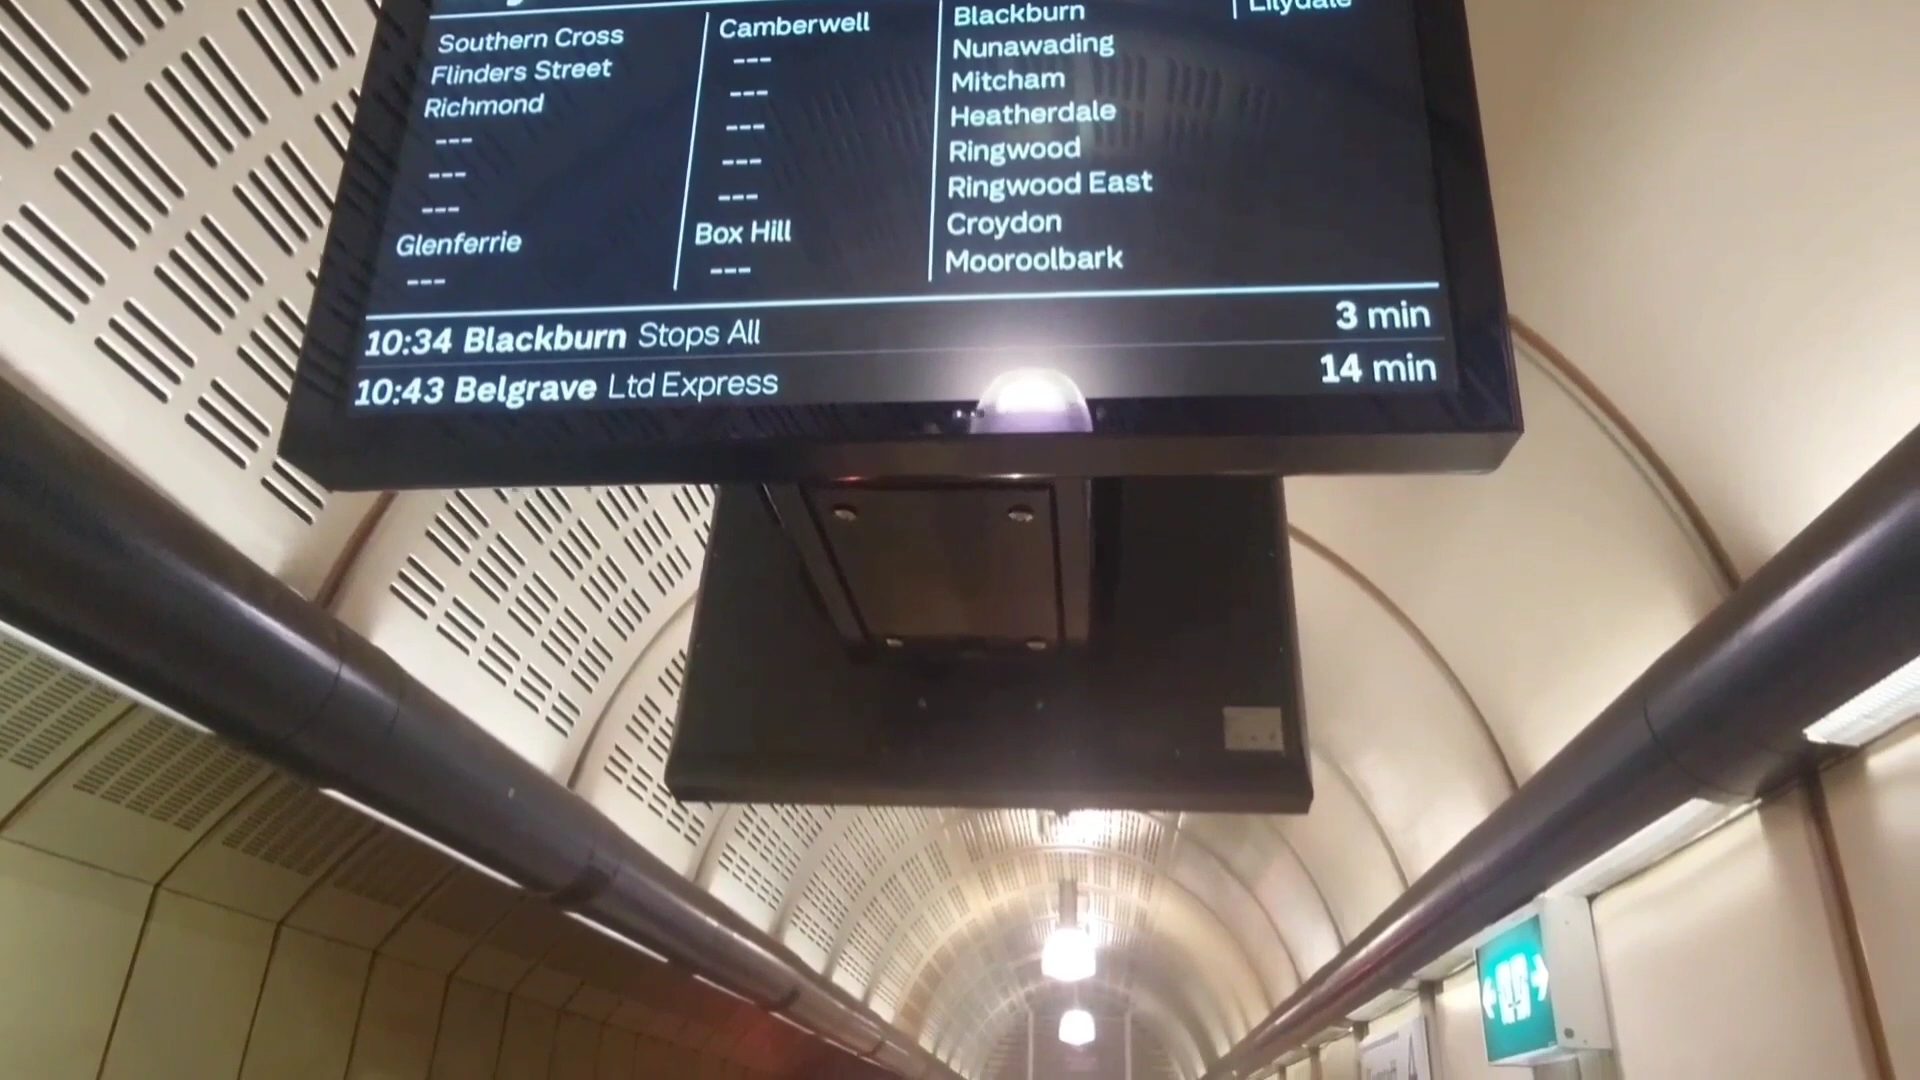 Southern Cross
Flinders Street
Richmond
---
---
---
Glenferrie
---
Camberwell
---
---
---
---
---
Box Hill
---
Blackburn
Nunawading
Mitcham
Heatherdale
Ringwood
Ringwood East
Croydon
Mooroolbark
Lilydale
10:34 Blackburn Stops All 3 min
10:43 Belgrave Ltd Express 14 min